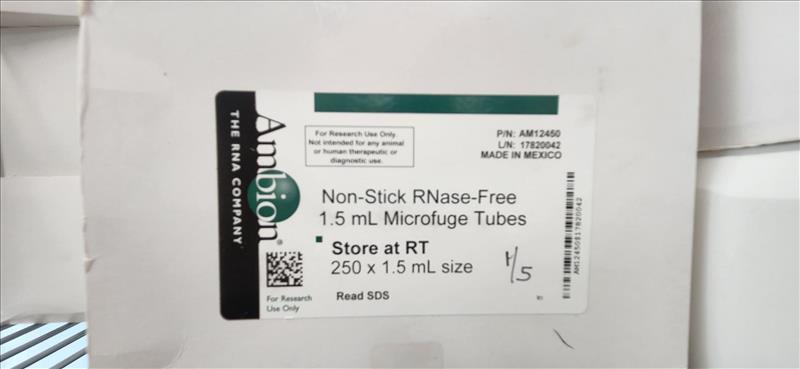 Ambion®
THE RNA COMPANY
For Research Use Only.
Not intended for any animal
or human therapeutic or
diagnostic use.
P/N: AM12450
L/N: 17820042
MADE IN MEXICO
Non-Stick RNase-Free
1.5 mL Microfuge Tubes
Store at RT
250 x 1.5 mL size
Read SDS
For Research
Use Only